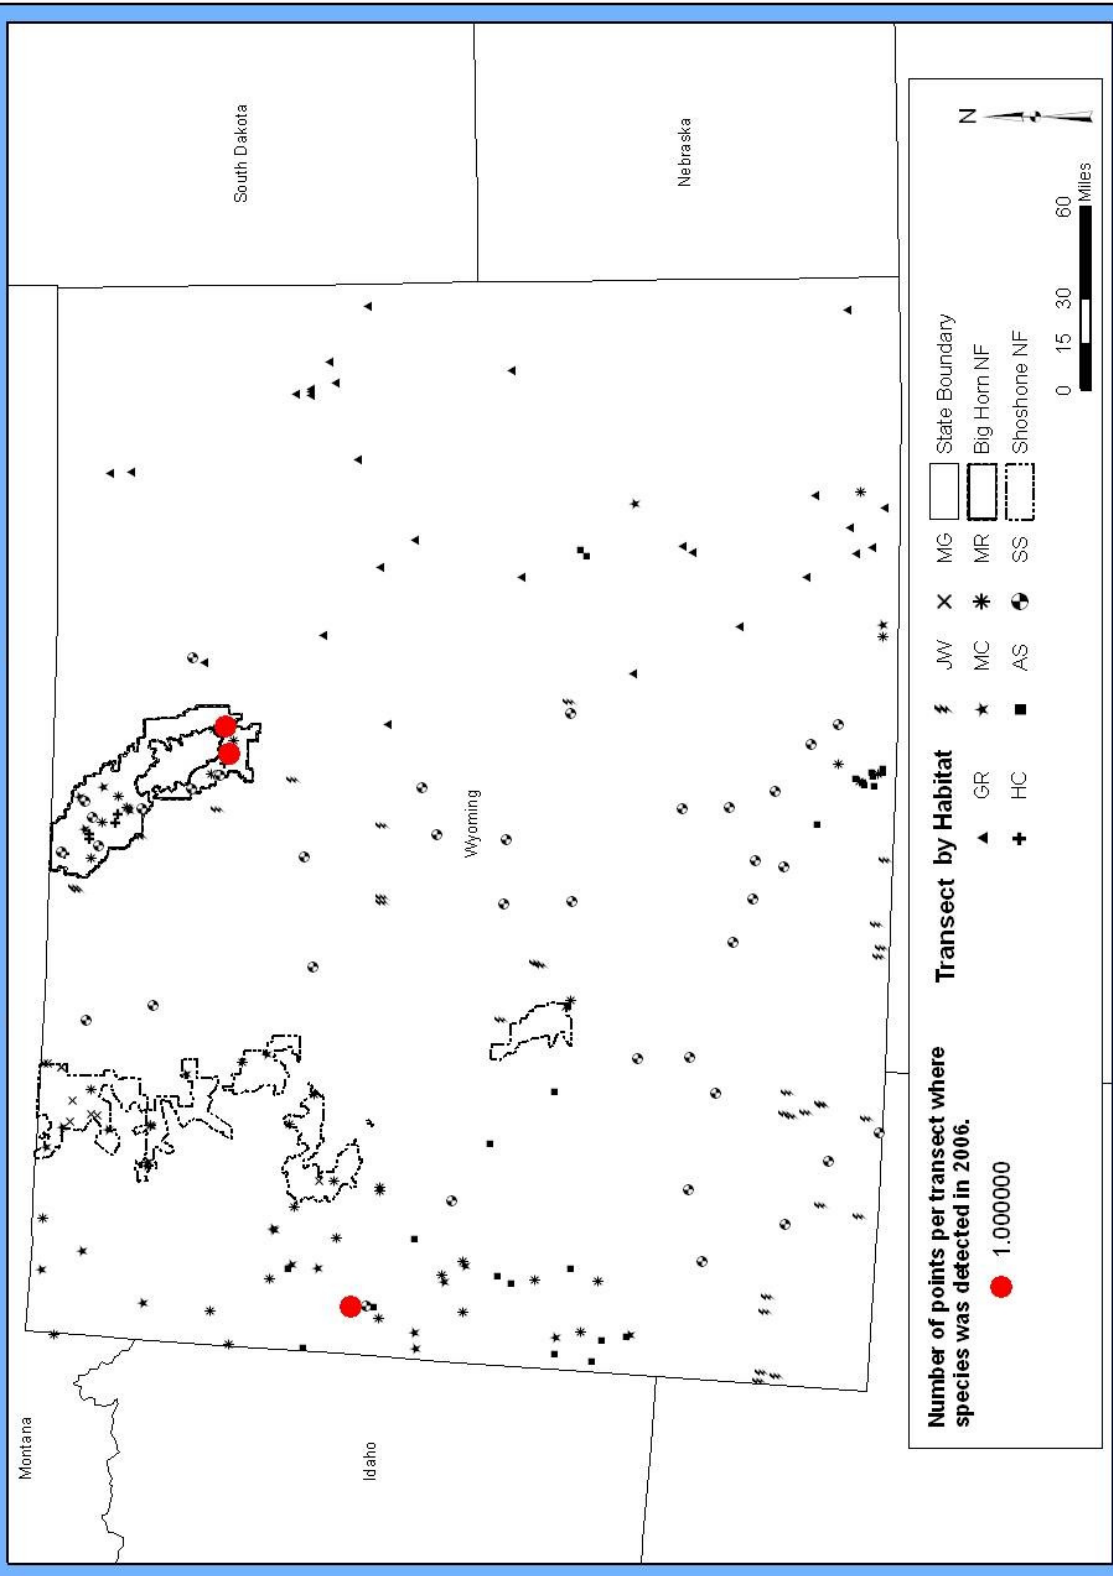 Montana
South Dakota
Idaho
Wyoming
Nebraska
Number of points per transect where
species was detected in 2006.
1.000000
Transect by Habitat
GR
HC
MC
AS
JW
MR
SS
MG
State Boundary
Big Horn NF
Shoshone NF
N
0 15 30 60
Miles